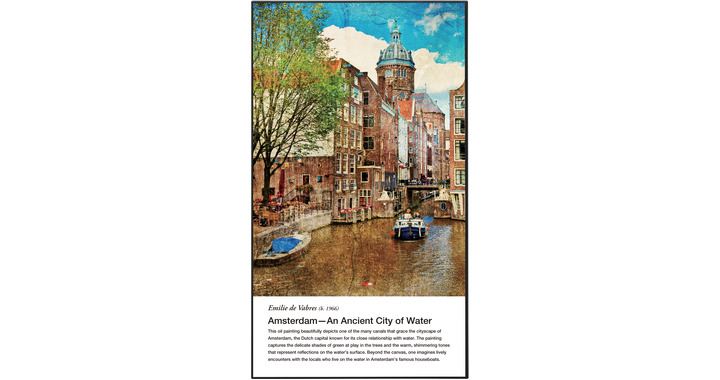 Emilie de Vabres (b. 1966)
Amsterdam—An Ancient City of Water
This oil painting beautifully depicts one of the many canals that grace the cityscape of
Amsterdam, the Dutch capital known for its close relationship with water. The painting
captures the delicate shades of green at play in the trees and the warm, shimmering tones
that represent reflections on the water's surface. Beyond the canvas, one imagines lively
encounters with the locals who live on the water in Amsterdam's famous houseboats.